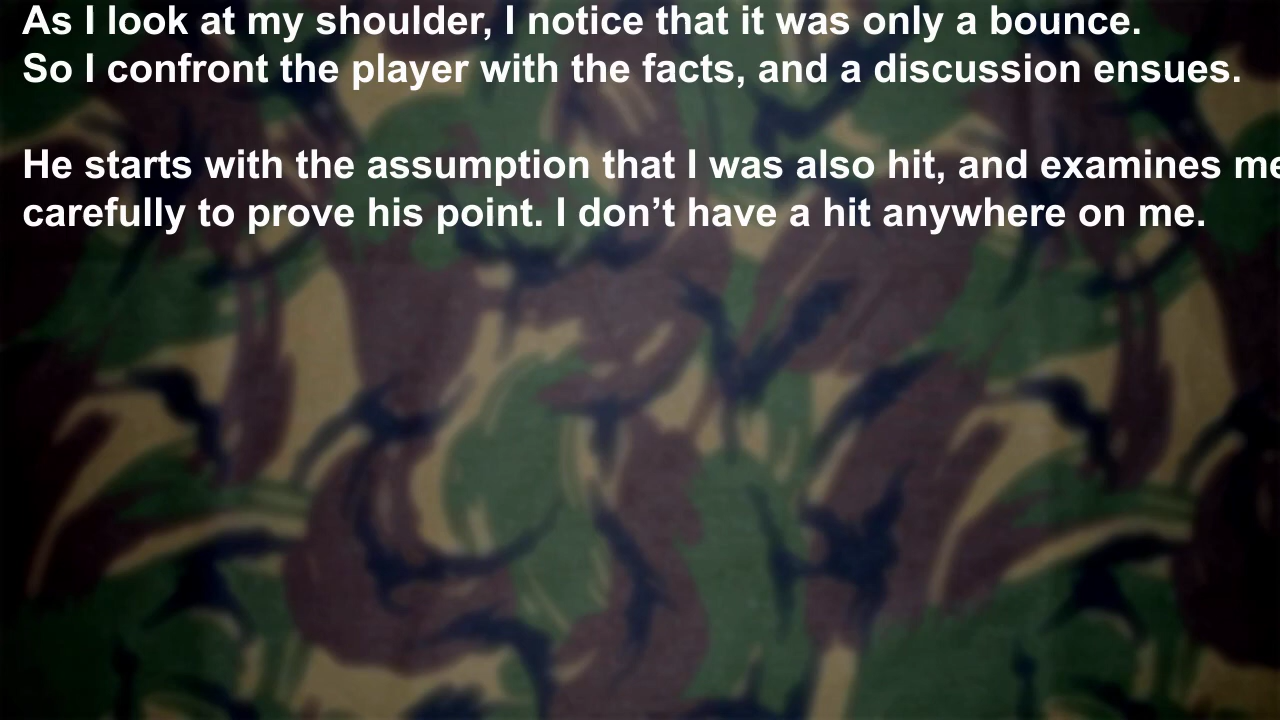 As I look at my shoulder, I notice that it was only a bounce.
So I confront the player with the facts, and a discussion ensues.
He starts with the assumption that I was also hit, and examines me
carefully to prove his point. I don’t have a hit anywhere on me.